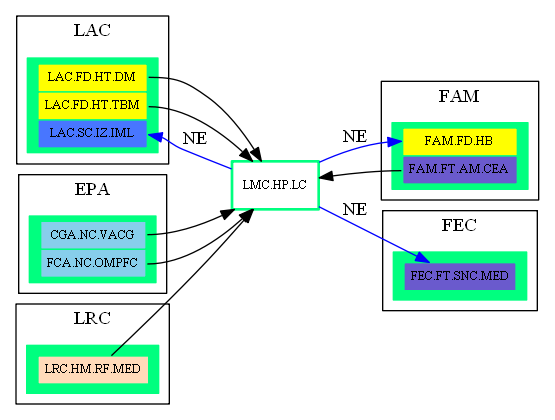 LAC
LAC.FD.HT.DM
LAC.FD.HT.TBM
LAC.SC.IZ.IML
NE
EPA
CGA.NC.VACG
FCA.NC.OMPFC
LRC
LRC.HM.RF.MED
LMC.HP.LC
FAM
NE
FAM.FD.HB
FAM.FT.AM.CEA
NE
FEC
FEC.FT.SNC.MED